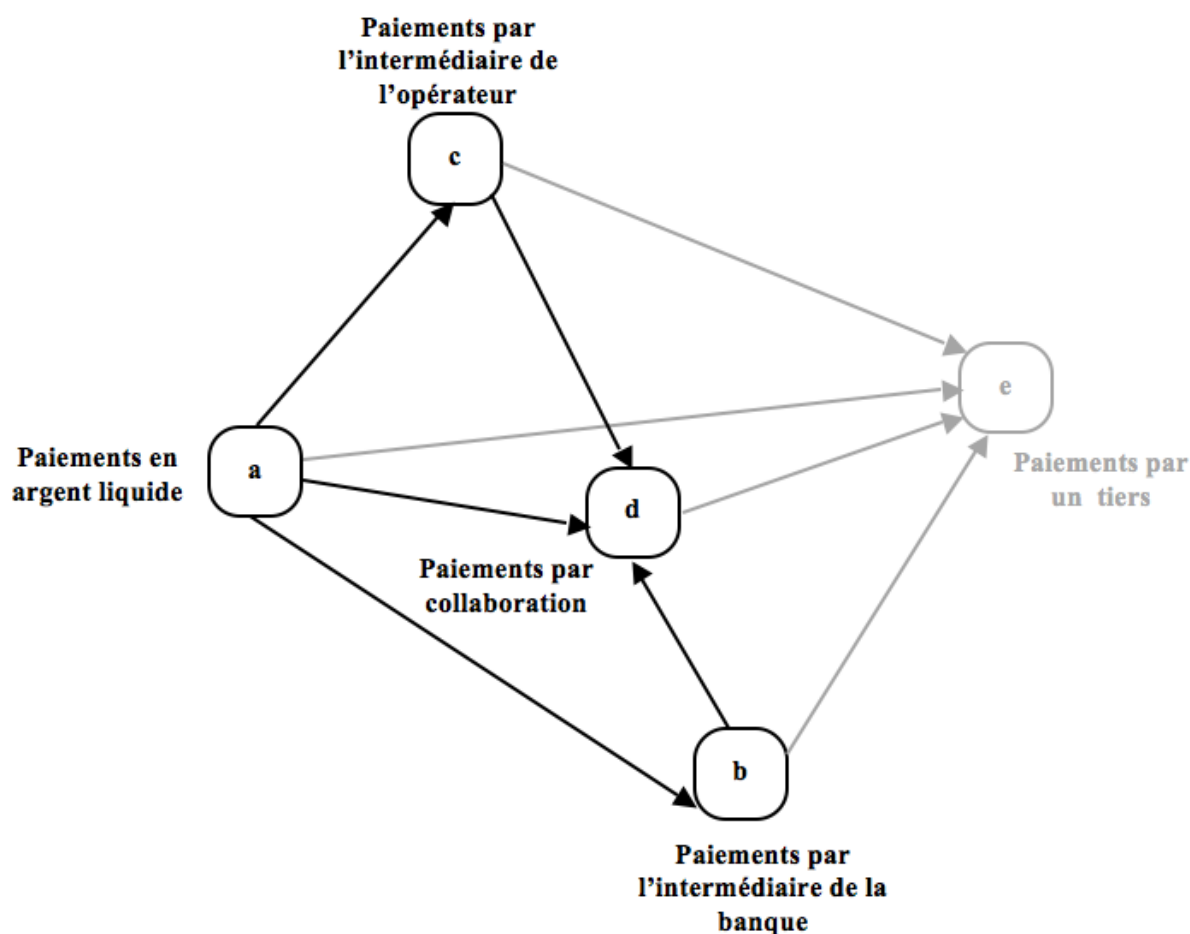 Paiements par
l'intermédiaire de
l'opérateur
c
e
Paiements par
un tiers
Paiements en
argent liquide
a
d
Paiements par
collaboration
b
Paiements par
l'intermédiaire de la
banque